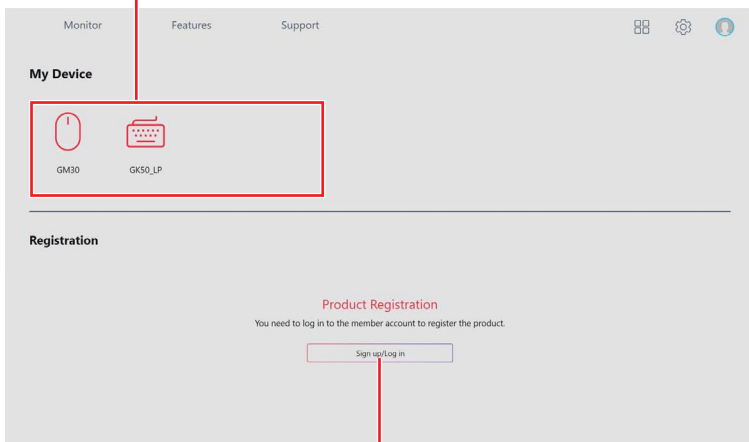 Monitor Features Support
My Device
GM30 GK50_LP
Registration
Product Registration
You need to log in to the member account to register the product.
Sign up/Log in